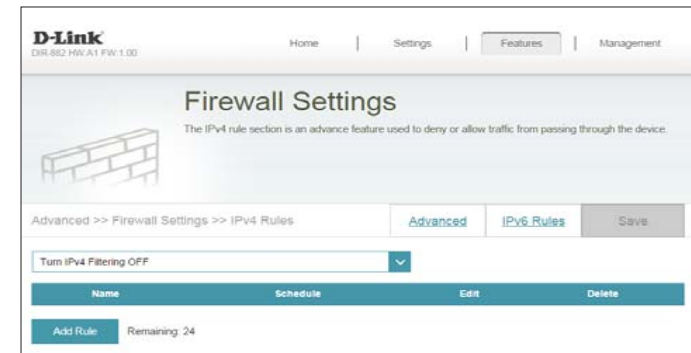 D-Link
DIR-882 HW:A1 FW:1.00
Home | Settings | Features | Management
Firewall Settings
The IPv4 rule section is an advance feature used to deny or allow traffic from passing through the device.
Advanced >> Firewall Settings >> IPv4 Rules
Advanced
IPv6 Rules
Save
Turn IPv4 Filtering OFF
Name Schedule Edit Delete
Add Rule
Remaining: 24